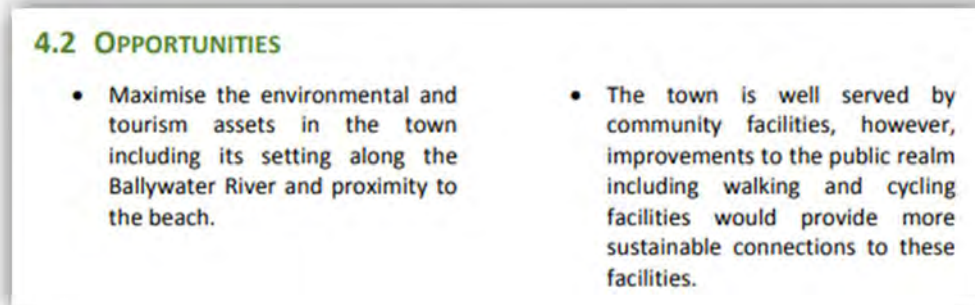 4.2 OPPORTUNITIES
• Maximise the environmental and
tourism assets in the town
including its setting along the
Ballywater River and proximity to
the beach.
• The town is well served by
community facilities, however,
improvements to the public realm
including walking and cycling
facilities would provide more
sustainable connections to these
facilities.